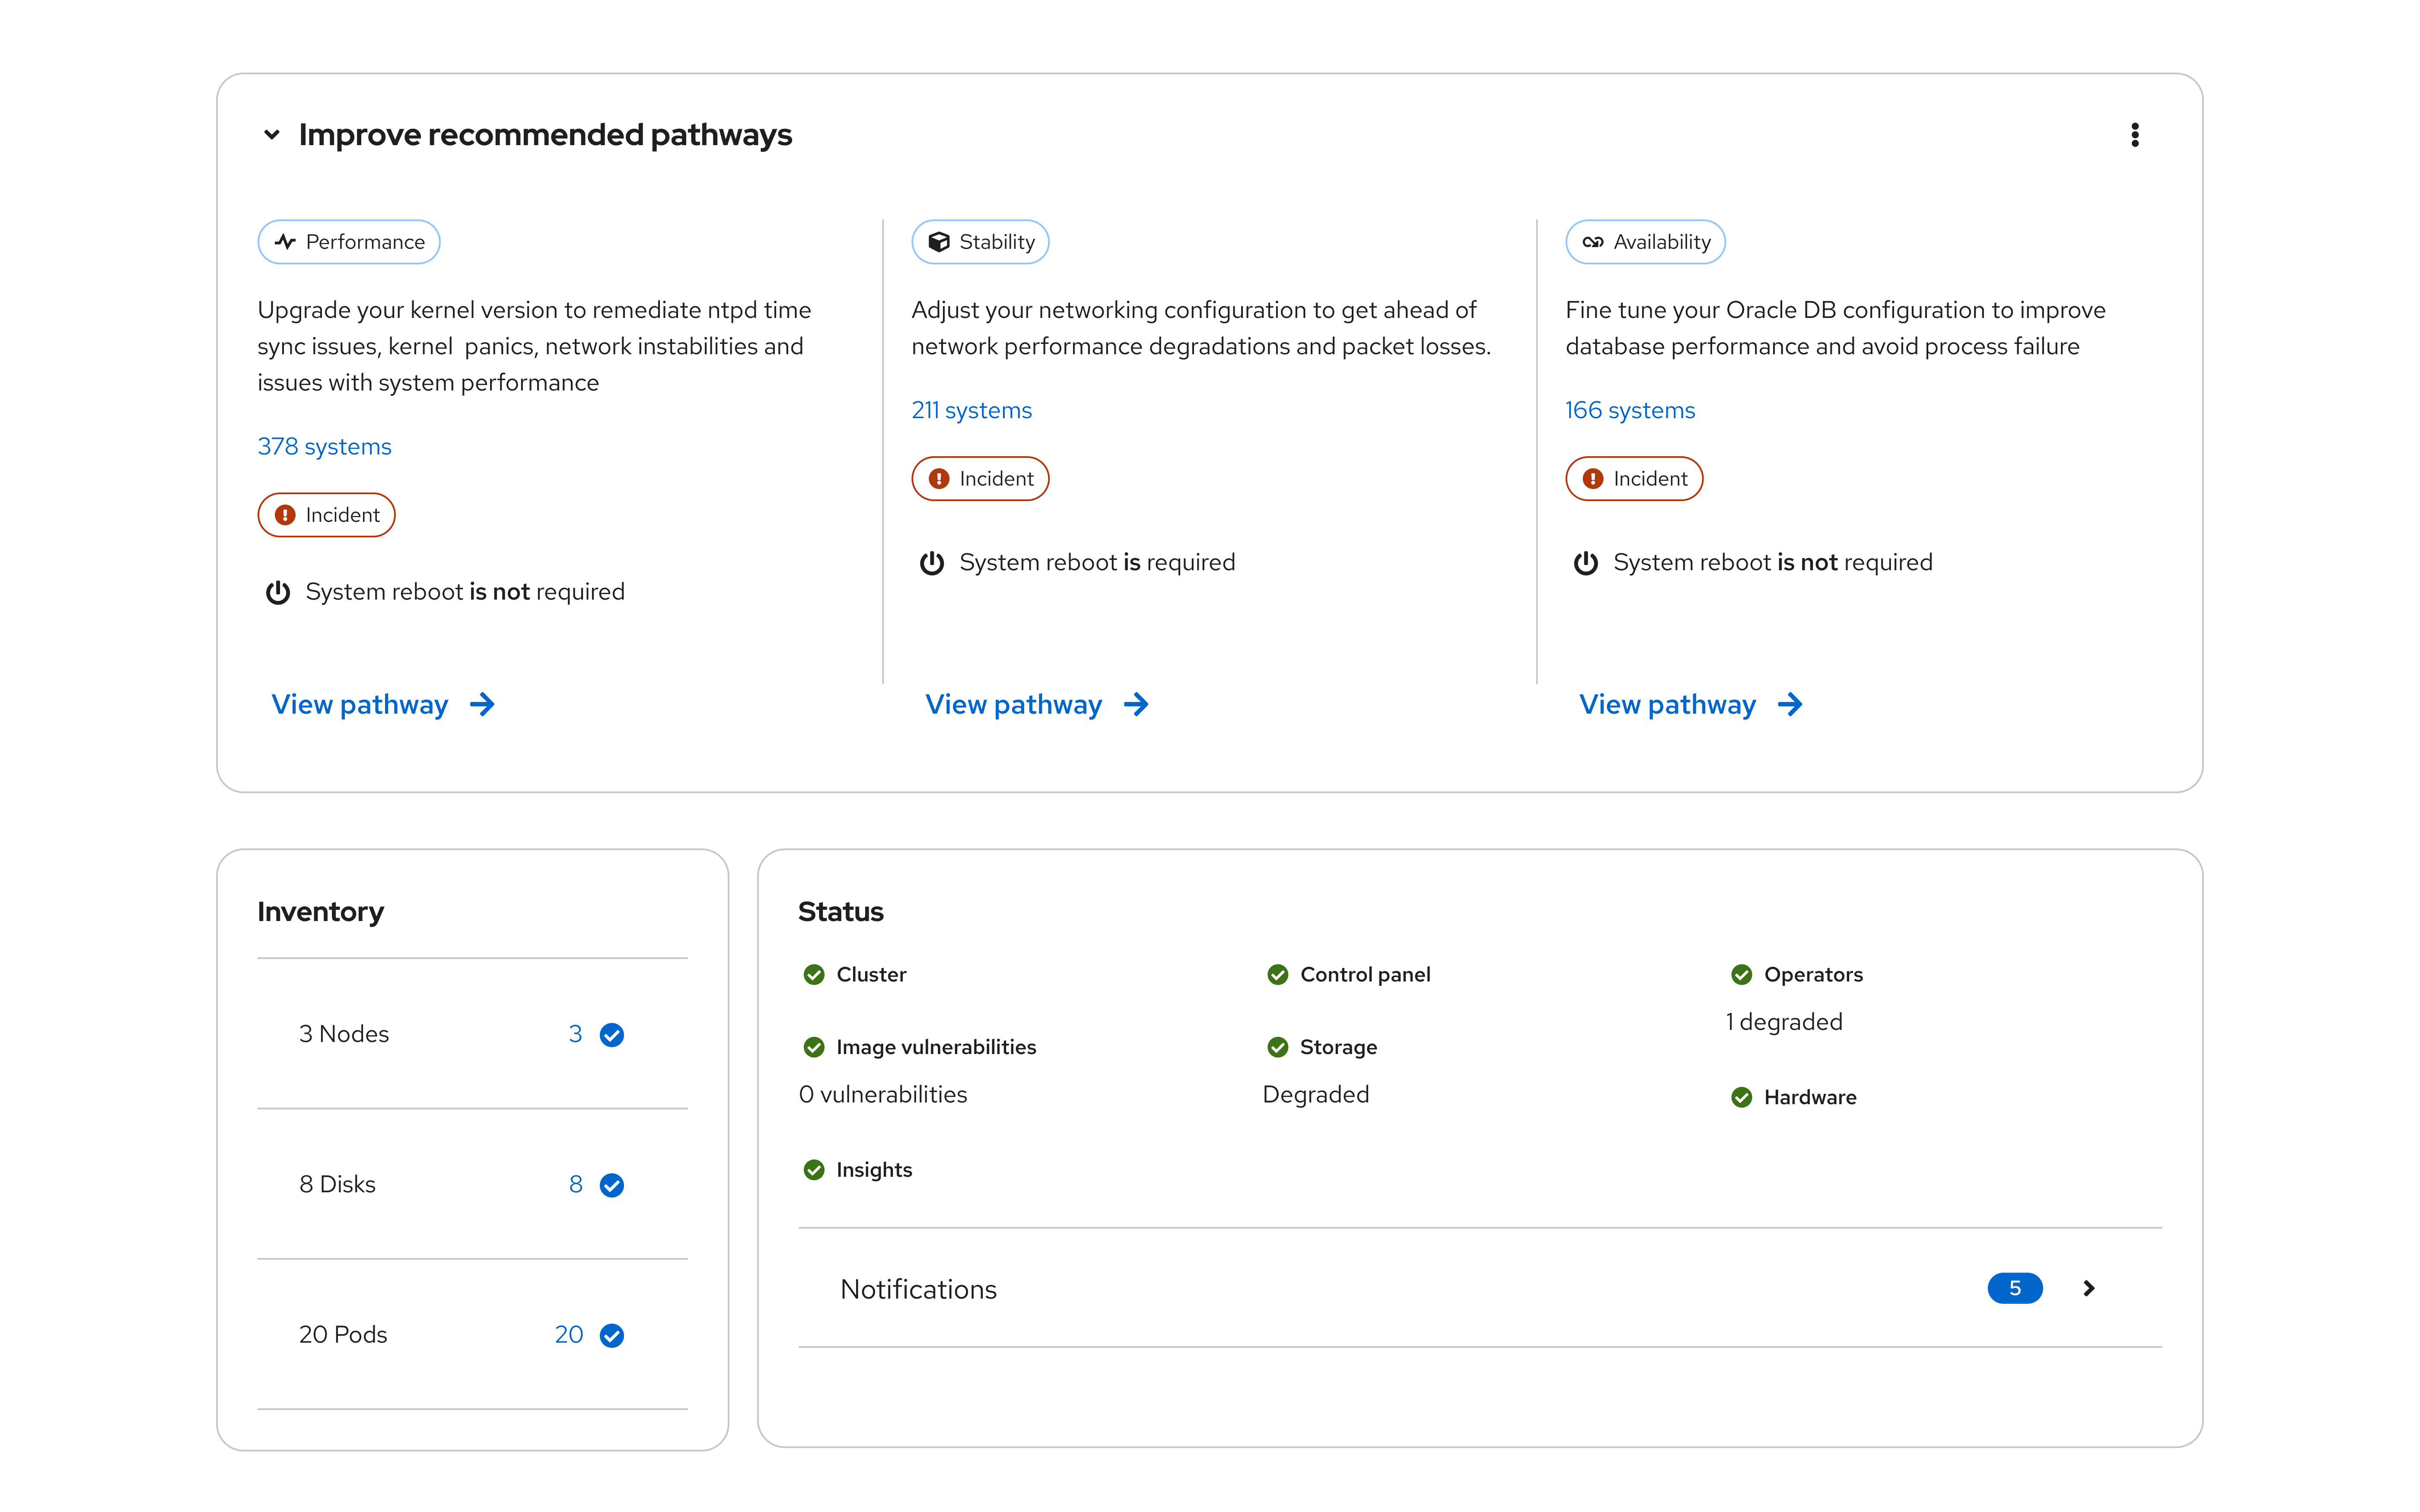 Improve recommended pathways
Performance
Upgrade your kernel version to remediate ntpd time
sync issues, kernel  panics, network instabilities and
issues with system performance
378 systems
Incident
System reboot is not required
View pathway
Stability
Adjust your networking configuration to get ahead of
network performance degradations and packet losses.
211 systems
Incident
System reboot is required
View pathway
Availability
Fine tune your Oracle DB configuration to improve
database performance and avoid process failure
166 systems
Incident
System reboot is not required
View pathway
Inventory
3 Nodes 3
8 Disks 8
20 Pods 20
Status
Cluster
Control panel
Operators
1 degraded
Image vulnerabilities
0 vulnerabilities
Storage
Degraded
Hardware
Insights
Notifications 5